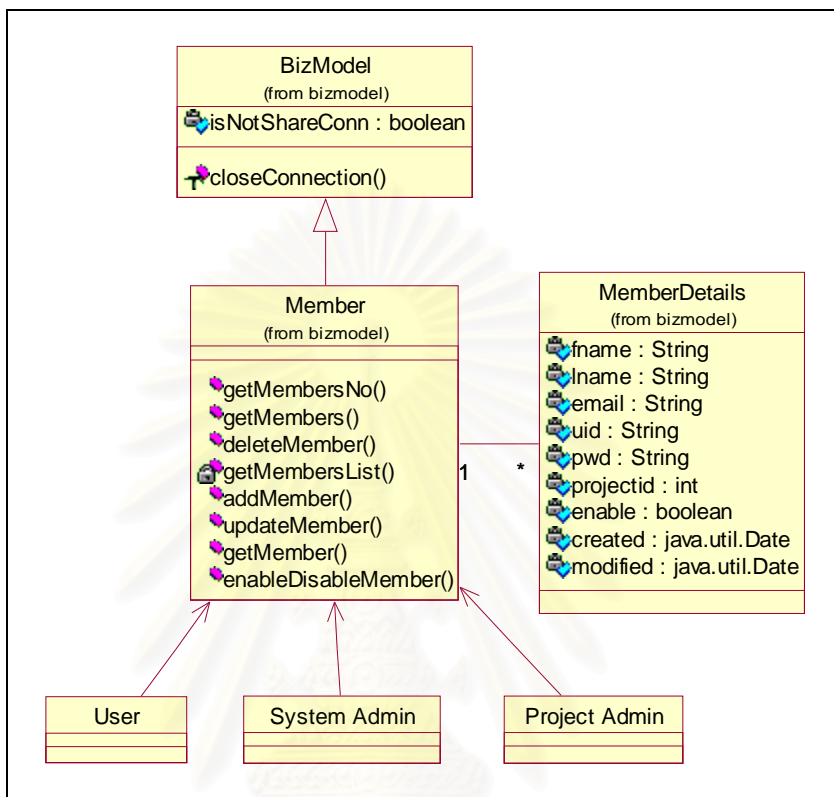 BizModel
(from bizmodel)
isNotShareConn : boolean
closeConnection()
Member
(from bizmodel)
getMembersNo()
getMembers()
deleteMember()
getMembersList()
addMember()
updateMember()
getMember()
enableDisableMember()
1
*
MemberDetails
(from bizmodel)
fname : String
lname : String
email : String
uid : String
pwd : String
projectid : int
enable : boolean
created : java.util.Date
modified : java.util.Date
User
System Admin
Project Admin